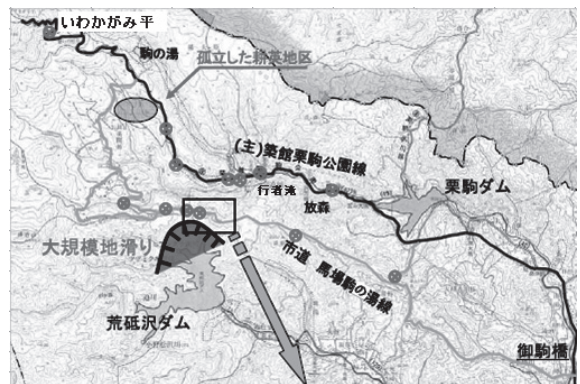 いわかがみ平
駒の湯
孤立した耕英地区
(主)築館栗駒公園線
栗駒ダム
行者滝
放森
大規模地滑り
市道 馬場駒の湯線
荒砥沢ダム
御駒橋